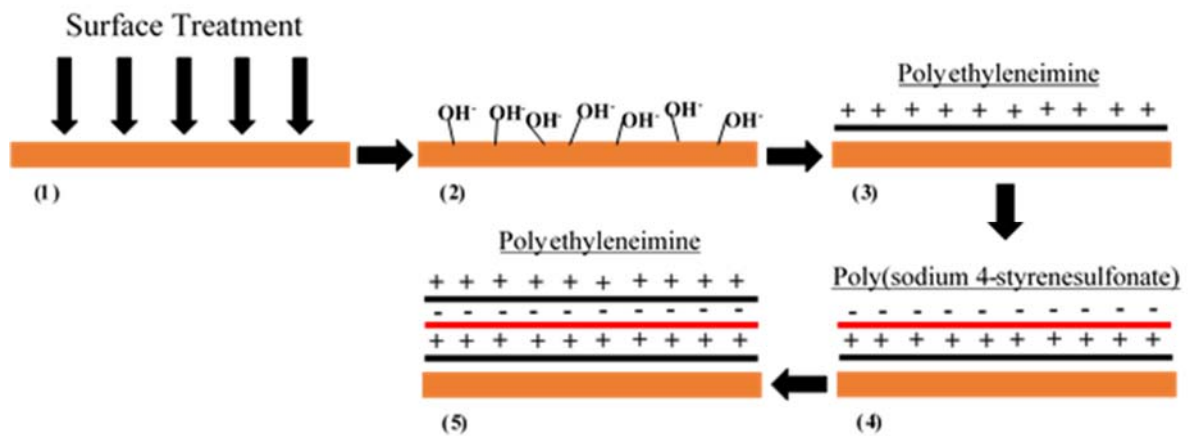 Surface Treatment
(1)
OH- OH- OH- OH- OH- OH- OH-
(2)
Polyethyleneimine
+ + + + + + + + + +
(3)
Poly(sodium 4-styrenesulfonate)
- - - - - - - - - -
+ + + + + + + + + +
(4)
Polyethyleneimine
+ + + + + + + + + +
- - - - - - - - - -
+ + + + + + + + + +
(5)